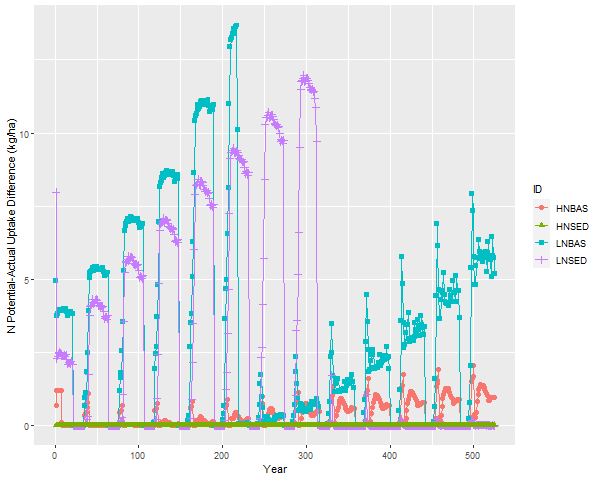 N Potential-Actual Uptake Difference (kg/ha)
10
5
0
0
100
200
300
400
500
Year
ID
HNBAS
HNSED
LNBAS
LNSED